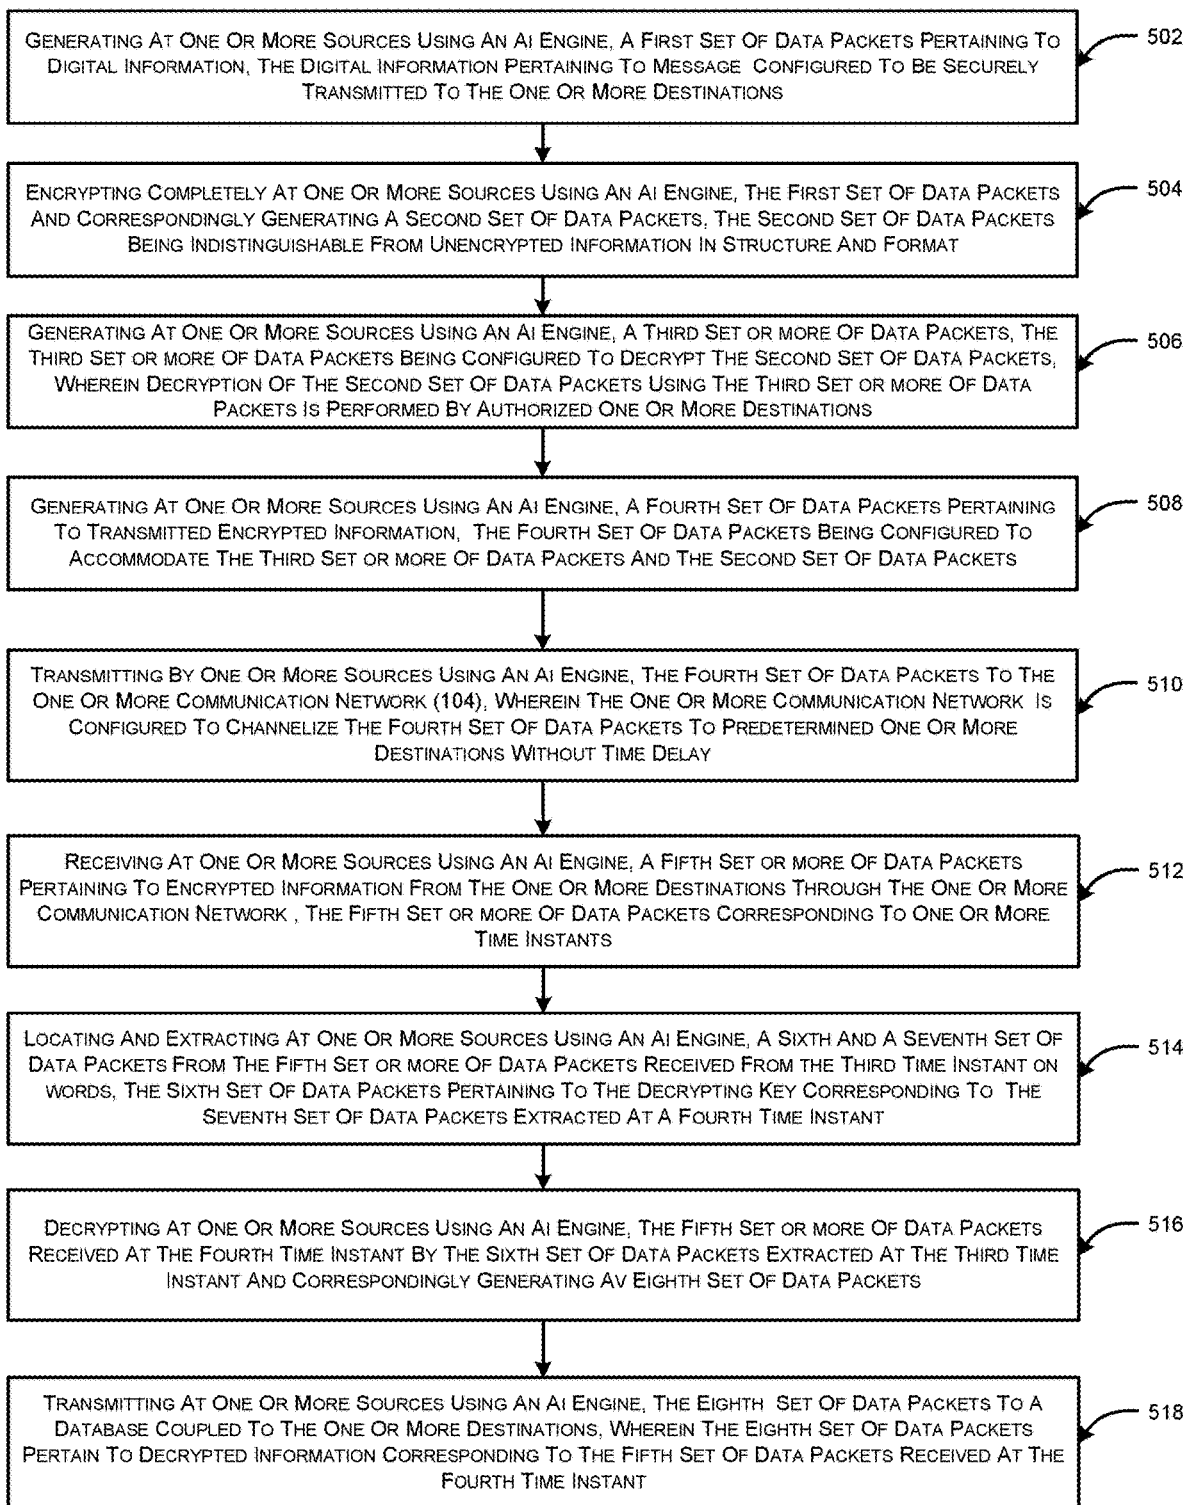 GENERATING AT ONE OR MORE SOURCES USING AN AI ENGINE, A FIRST SET OF DATA PACKETS PERTAINING TO
DIGITAL INFORMATION, THE DIGITAL INFORMATION PERTAINING TO MESSAGE CONFIGURED TO BE SECURELY
TRANSMITTED TO THE ONE OR MORE DESTINATIONS
502
ENCRYPTING COMPLETELY AT ONE OR MORE SOURCES USING AN AI ENGINE, THE FIRST SET OF DATA PACKETS
AND CORRESPONDINGLY GENERATING A SECOND SET OF DATA PACKETS, THE SECOND SET OF DATA PACKETS
BEING INDISTINGUISHABLE FROM UNENCRYPTED INFORMATION IN STRUCTURE AND FORMAT
504
GENERATING AT ONE OR MORE SOURCES USING AN AI ENGINE, A THIRD SET OR MORE OF DATA PACKETS, THE
THIRD SET OR MORE OF DATA PACKETS BEING CONFIGURED TO DECRYPT THE SECOND SET OF DATA PACKETS,
WHEREIN DECRYPTION OF THE SECOND SET OF DATA PACKETS USING THE THIRD SET OR MORE OF DATA
PACKETS IS PERFORMED BY AUTHORIZED ONE OR MORE DESTINATIONS
506
GENERATING AT ONE OR MORE SOURCES USING AN AI ENGINE, A FOURTH SET OF DATA PACKETS PERTAINING
TO TRANSMITTED ENCRYPTED INFORMATION, THE FOURTH SET OF DATA PACKETS BEING CONFIGURED TO
ACCOMMODATE THE THIRD SET OR MORE OF DATA PACKETS AND THE SECOND SET OF DATA PACKETS
508
TRANSMITTING BY ONE OR MORE SOURCES USING AN AI ENGINE, THE FOURTH SET OF DATA PACKETS TO THE
ONE OR MORE COMMUNICATION NETWORK (104), WHEREIN THE ONE OR MORE COMMUNICATION NETWORK IS
CONFIGURED TO CHANNELIZE THE FOURTH SET OF DATA PACKETS TO PREDETERMINED ONE OR MORE
DESTINATIONS WITHOUT TIME DELAY
510
RECEIVING AT ONE OR MORE SOURCES USING AN AI ENGINE, A FIFTH SET OR MORE OF DATA PACKETS
PERTAINING TO ENCRYPTED INFORMATION FROM THE ONE OR MORE DESTINATIONS THROUGH THE ONE OR MORE
COMMUNICATION NETWORK , THE FIFTH SET OR MORE OF DATA PACKETS CORRESPONDING TO ONE OR MORE
TIME INSTANTS
512
LOCATING AND EXTRACTING AT ONE OR MORE SOURCES USING AN AI ENGINE, A SIXTH AND A SEVENTH SET OF
DATA PACKETS FROM THE FIFTH SET OR MORE OF DATA PACKETS RECEIVED FROM THE THIRD TIME INSTANT ON
WORDS, THE SIXTH SET OF DATA PACKETS PERTAINING TO THE DECRYPTING KEY CORRESPONDING TO THE
SEVENTH SET OF DATA PACKETS EXTRACTED AT A FOURTH TIME INSTANT
514
DECRYPTING AT ONE OR MORE SOURCES USING AN AI ENGINE, THE FIFTH SET OR MORE OF DATA PACKETS
RECEIVED AT THE FOURTH TIME INSTANT BY THE SIXTH SET OF DATA PACKETS EXTRACTED AT THE THIRD TIME
INSTANT AND CORRESPONDINGLY GENERATING AV EIGHTH SET OF DATA PACKETS
516
TRANSMITTING AT ONE OR MORE SOURCES USING AN AI ENGINE, THE EIGHTH SET OF DATA PACKETS TO A
DATABASE COUPLED TO THE ONE OR MORE DESTINATIONS, WHEREIN THE EIGHTH SET OF DATA PACKETS
PERTAIN TO DECRYPTED INFORMATION CORRESPONDING TO THE FIFTH SET OF DATA PACKETS RECEIVED AT THE
FOURTH TIME INSTANT
518